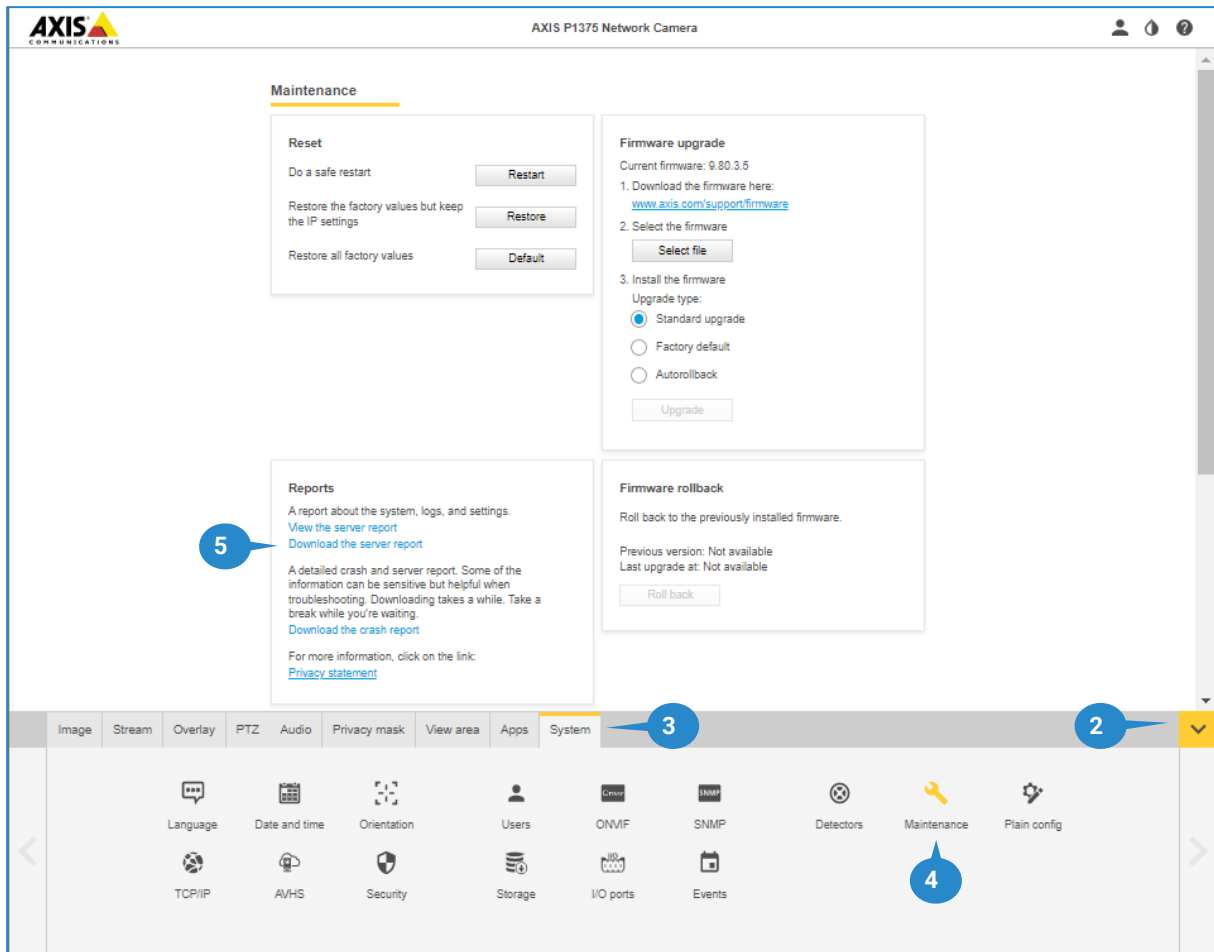 AXIS
COMMUNICATIONS
AXIS P1375 Network Camera
Maintenance
Reset
Do a safe restart
Restart
Restore the factory values but keep
the IP settings
Restore
Restore all factory values
Default
Firmware upgrade
Current firmware: 9.80.3.5
1. Download the firmware here:
www.axis.com/support/firmware
2. Select the firmware
Select file
3. Install the firmware
Upgrade type:
Standard upgrade
Factory default
Autorollback
Upgrade
Reports
A report about the system, logs, and settings.
View the server report
Download the server report
5
A detailed crash and server report. Some of the
information can be sensitive but helpful when
troubleshooting. Downloading takes a while. Take a
break while you're waiting.
Download the crash report
For more information, click on the link:
Privacy statement
Firmware rollback
Roll back to the previously installed firmware.
Previous version: Not available
Last upgrade at: Not available
Roll back
Image Stream Overlay PTZ Audio Privacy mask View area Apps System 3 2
SNMP
Language Date and time Orientation Users ONVIF SNMP Detectors Maintenance Plain config
I/O
4
TCP/IP AVHS Security Storage I/O ports Events